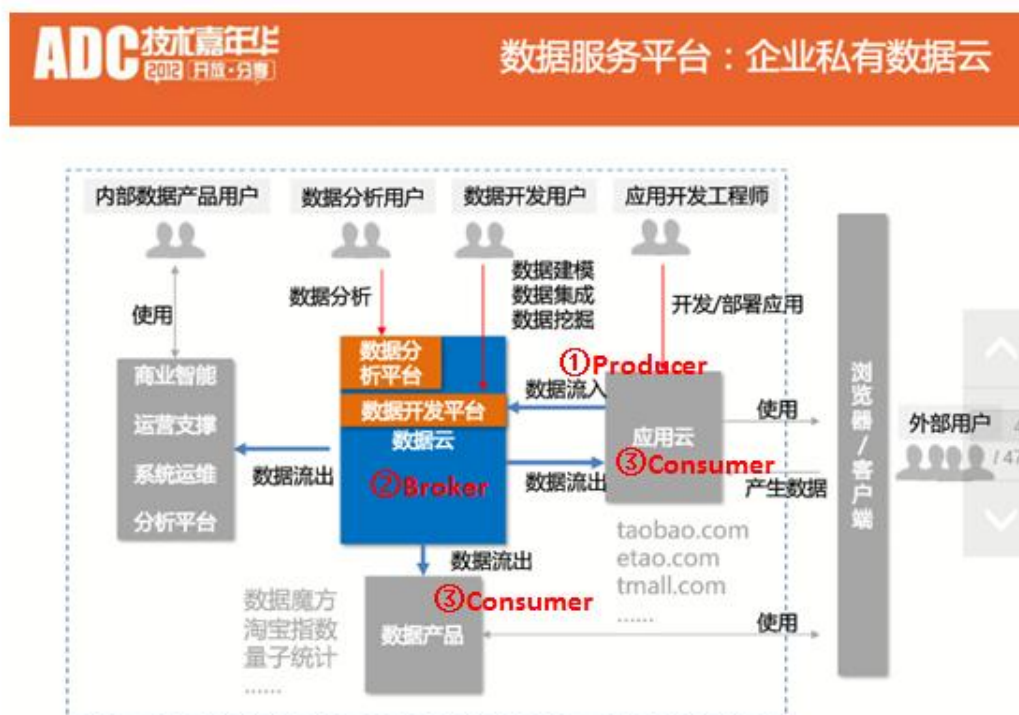 ADC 技术嘉年华
2012 开放·分享
数据服务平台：企业私有数据云
内部数据产品用户
数据分析用户
数据开发用户
应用开发工程师
使用
数据分析
数据建模
数据集成
数据挖掘
开发/部署应用
商业智能
运营支撑
系统运维
分析平台
数据分
析平台
数据开发平台
数据云
②Broker
①Producer
数据流入
应用云
③Consumer
数据流出
数据流出
使用
产生数据
浏览器/客户端
外部用户
/ 47
taobao.com
etao.com
tmall.com
......
数据流出
③Consumer
数据产品
数据魔方
淘宝指数
量子统计
......
使用